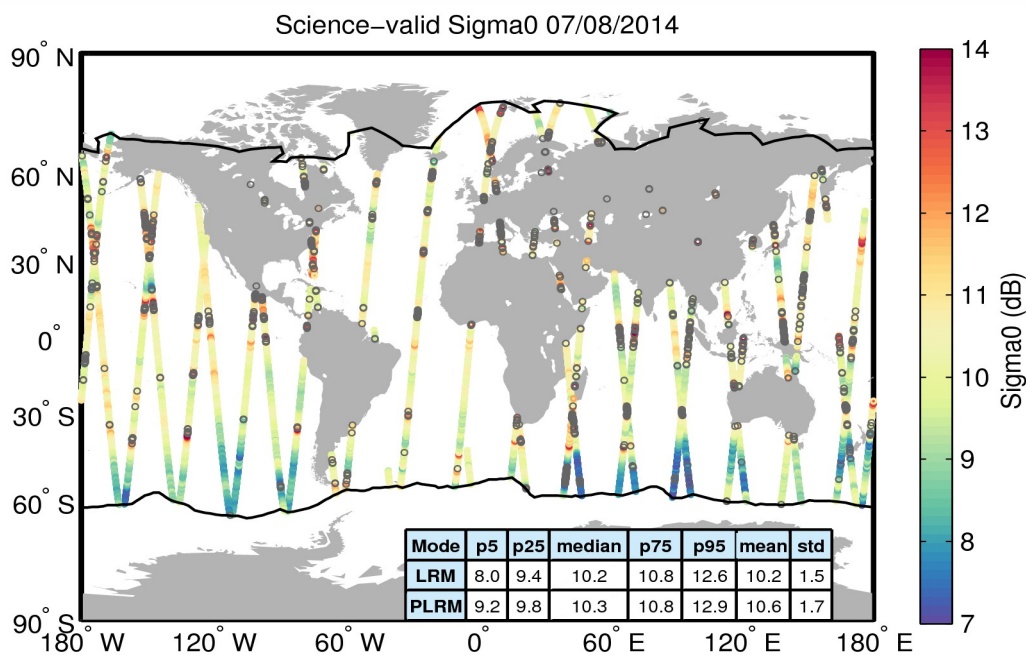 Science−valid Sigma0 07/08/2014
90° N
60° N
30° N
0°
30° S
60° S
90° S
180° W
120° W
60° W
0°
60° E
120° E
180° E
14
13
12
11
10
9
8
7
Sigma0 (dB)
Mode p5 p25 median p75 p95 mean std
LRM 8.0 9.4 10.2 10.8 12.6 10.2 1.5
PLRM 9.2 9.8 10.3 10.8 12.9 10.6 1.7